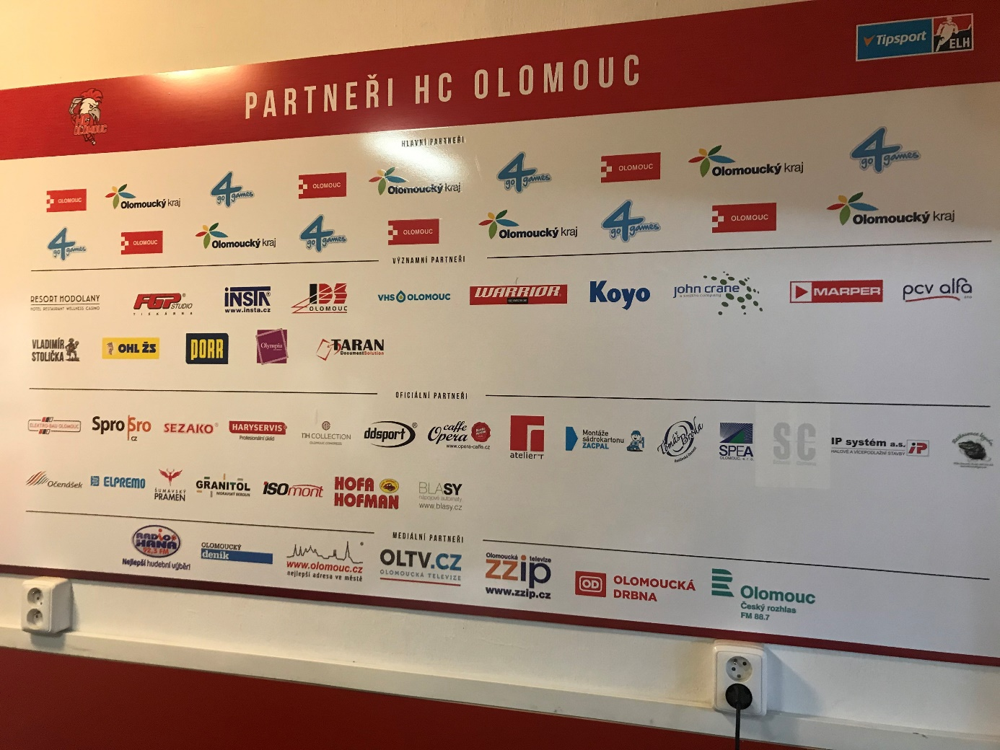 Tipsport ELH
HC OLOMOUC
PARTNEŘI HC OLOMOUC
HLAVNÍ PARTNEŘI
OLOMOUC Olomoucký kraj go 4 games OLOMOUC Olomoucký kraj go 4 games OLOMOUC Olomoucký kraj go 4 games
go 4 games OLOMOUC Olomoucký kraj go 4 games OLOMOUC Olomoucký kraj go 4 games OLOMOUC Olomoucký kraj
VÝZNAMNÍ PARTNEŘI
RESORT HODOLANY
HOTEL RESTAURANT WELLNESS CASINO
FGP STUDIO
TISKÁRNA
INSTA
www.insta.cz
OLOMOUC
VHS OLOMOUC
WARRIOR
Koyo
john crane
a smiths company
MARPER
pcv alfa
s.r.o.
VLADIMÍR
STOLIČKA
OHL ŽS
PORR
Olympia
TARAN
DocumentSolution
OFICIÁLNÍ PARTNEŘI
ELEKTRO-BAU OLOMOUC
SproSro
cz
SEZAKO
HARYSERVIS
Profesionální úklid
NH COLLECTION
OLOMOUC CONGRESS
ddsport
caffe
Opera
www.opera-caffe.cz
atelier
Montáže
sádrokartonu
ZACPAL
Tomáš Broha
SPEA
OLOMOUC, s.r.o.
SC
IP systém a.s. iP
HALOVÉ A VÍCEPODLAŽNÍ STAVBY
Očenášek
ELPREMO
ŠUMAVSKÝ
PRAMEN
GRANITOL
MORAVSKÝ BEROUN
ISOmont
HOFA
HOFMAN
BLASY
nápojové automaty
www.blasy.cz
MEDIÁLNÍ PARTNEŘI
RADIO
HANÁ
92,3 FM
Nejlepší hudební výběr!
OLOMOUCKÝ
deník
www.olomouc.cz
nejlepší adresa ve městě
OLTV.CZ
OLOMOUCKÁ TELEVIZE
Olomoucká televize
ZZIP
www.zzip.cz
OD
OLOMOUCKÁ
DRBNA
Olomouc
Český rozhlas
FM 88.7